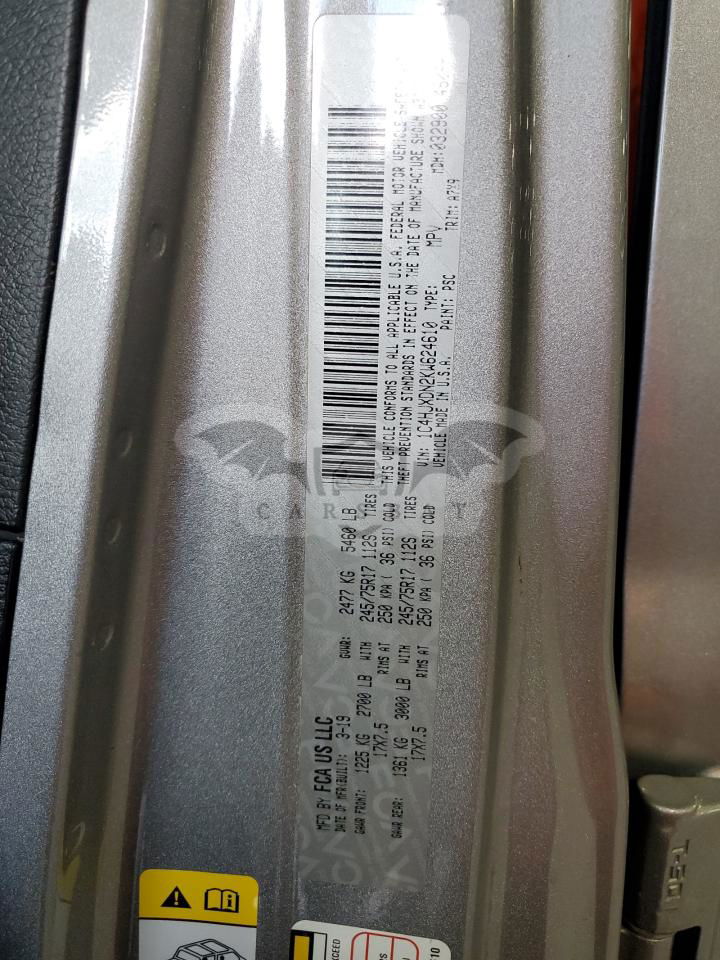 MFD BY FCA US LLC
DATE OF MFR(BUILT): 3-19 GVWR: 2477 KG 5460 LB
GAWR FRONT: 1225 KG 2700 LB WITH 245/75R17 112S TIRES
17X7.5 RIMS AT 250 KPA ( 36 PSI) COLD
GAWR REAR: 1361 KG 3000 LB WITH 245/75R17 112S TIRES
17X7.5 RIMS AT 250 KPA ( 36 PSI) COLD
THIS VEHICLE CONFORMS TO ALL APPLICABLE U.S.A. FEDERAL MOTOR VEHICLE
THEFT PREVENTION STANDARDS IN EFFECT ON THE DATE OF MANUFACTURE SHOWN
VIN: 1C4HJXDN2KW624610 TYPE: MPV MDH: 032900
VEHICLE MADE IN U.S.A. PAINT: PSC TRIM: A7X9
T-50
EXCEED